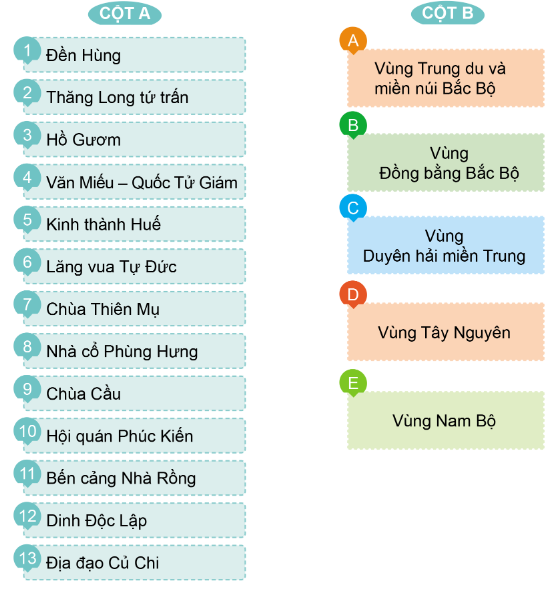 CỘT A
1 Đền Hùng
2 Thăng Long tứ trấn
3 Hồ Gươm
4 Văn Miếu – Quốc Tử Giám
5 Kinh thành Huế
6 Lăng vua Tự Đức
7 Chùa Thiên Mụ
8 Nhà cổ Phùng Hưng
9 Chùa Cầu
10 Hội quán Phúc Kiến
11 Bến cảng Nhà Rồng
12 Dinh Độc Lập
13 Địa đạo Củ Chi
CỘT B
A
Vùng Trung du và
miền núi Bắc Bộ
B
Vùng
Đồng bằng Bắc Bộ
C
Vùng
Duyên hải miền Trung
D
Vùng Tây Nguyên
E
Vùng Nam Bộ